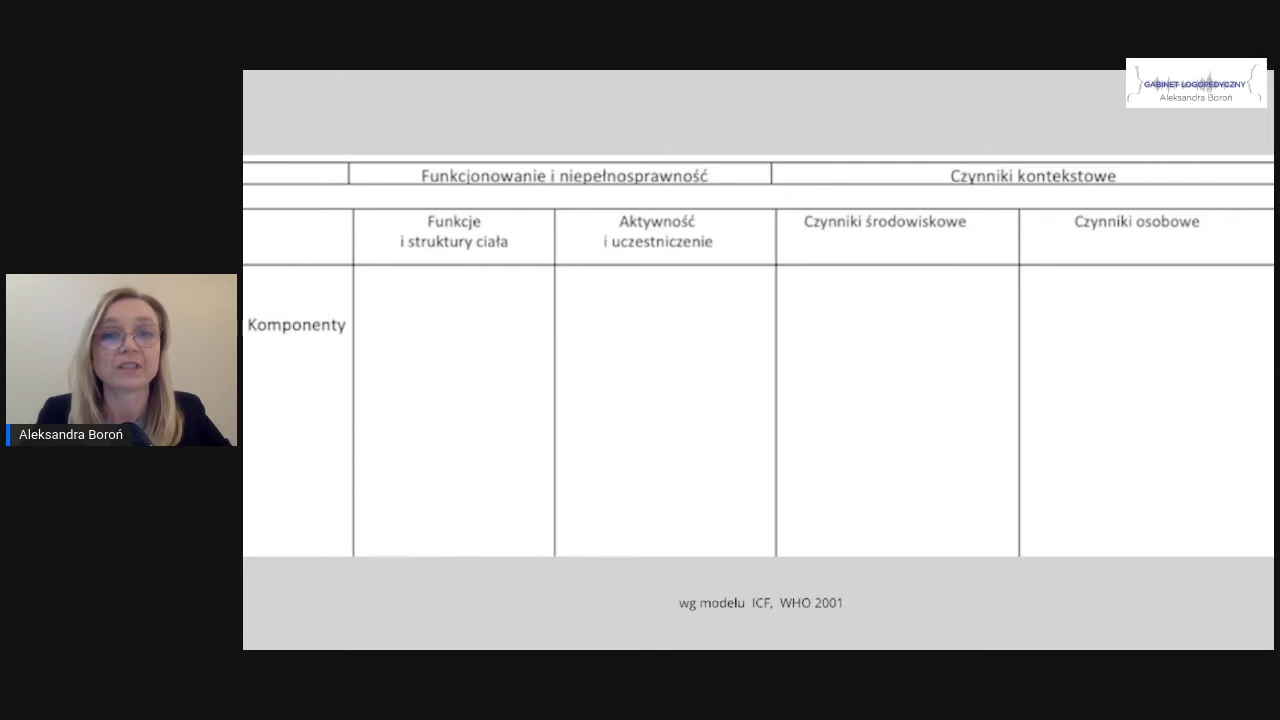 GABINET LOGOPEDYCZNY
Aleksandra Boroń
Funkcjonowanie i niepełnosprawność
Czynniki kontekstowe
Funkcje
i struktury ciała
Aktywność
i uczestniczenie
Czynniki środowiskowe
Czynniki osobowe
Komponenty
Aleksandra Boroń
wg modelu ICF, WHO 2001